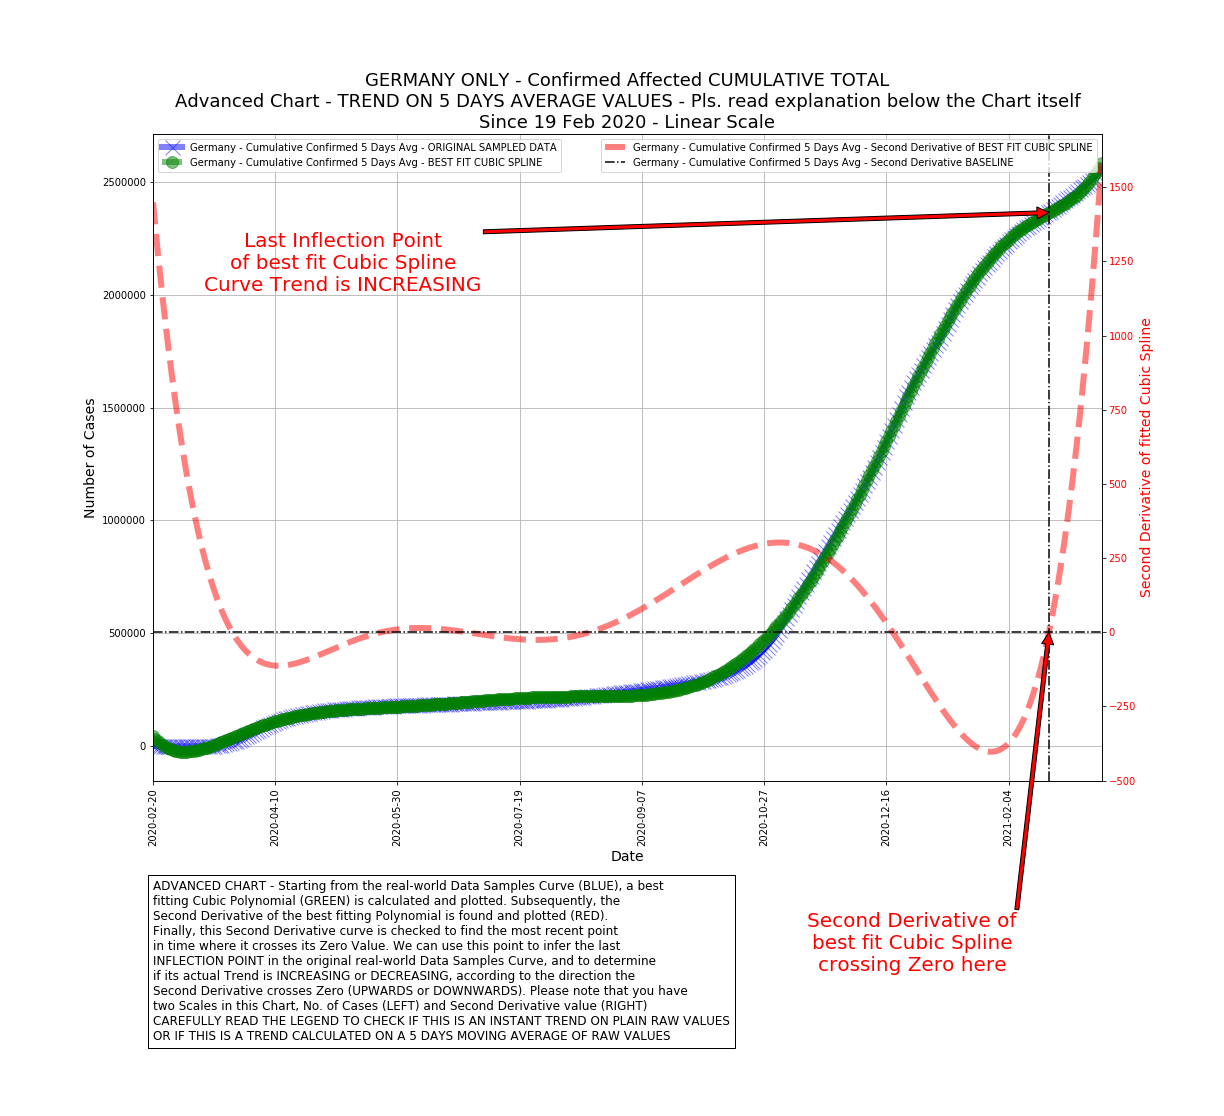 GERMANY ONLY - Confirmed Affected CUMULATIVE TOTAL
Advanced Chart - TREND ON 5 DAYS AVERAGE VALUES - Pls. read explanation below the Chart itself
Since 19 Feb 2020 - Linear Scale
Germany - Cumulative Confirmed 5 Days Avg - ORIGINAL SAMPLED DATA
Germany - Cumulative Confirmed 5 Days Avg - BEST FIT CUBIC SPLINE
Germany - Cumulative Confirmed 5 Days Avg - Second Derivative of BEST FIT CUBIC SPLINE
Germany - Cumulative Confirmed 5 Days Avg - Second Derivative BASELINE
Last Inflection Point
of best fit Cubic Spline
Curve Trend is INCREASING
Number of Cases
2500000
2000000
1500000
1000000
500000
0
1500
1250
1000
750
500
250
0
−250
−500
Second Derivative of fitted Cubic Spline
2020-02-20
2020-04-10
2020-05-30
2020-07-19
2020-09-07
2020-10-27
2020-12-16
2021-02-04
Date
ADVANCED CHART - Starting from the real-world Data Samples Curve (BLUE), a best
fitting Cubic Polynomial (GREEN) is calculated and plotted. Subsequently, the
Second Derivative of the best fitting Polynomial is found and plotted (RED).
Finally, this Second Derivative curve is checked to find the most recent point
in time where it crosses its Zero Value. We can use this point to infer the last
INFLECTION POINT in the original real-world Data Samples Curve, and to determine
if its actual Trend is INCREASING or DECREASING, according to the direction the
Second Derivative crosses Zero (UPWARDS or DOWNWARDS). Please note that you have
two Scales in this Chart, No. of Cases (LEFT) and Second Derivative value (RIGHT)
CAREFULLY READ THE LEGEND TO CHECK IF THIS IS AN INSTANT TREND ON PLAIN RAW VALUES
OR IF THIS IS A TREND CALCULATED ON A 5 DAYS MOVING AVERAGE OF RAW VALUES
Second Derivative of
best fit Cubic Spline
crossing Zero here